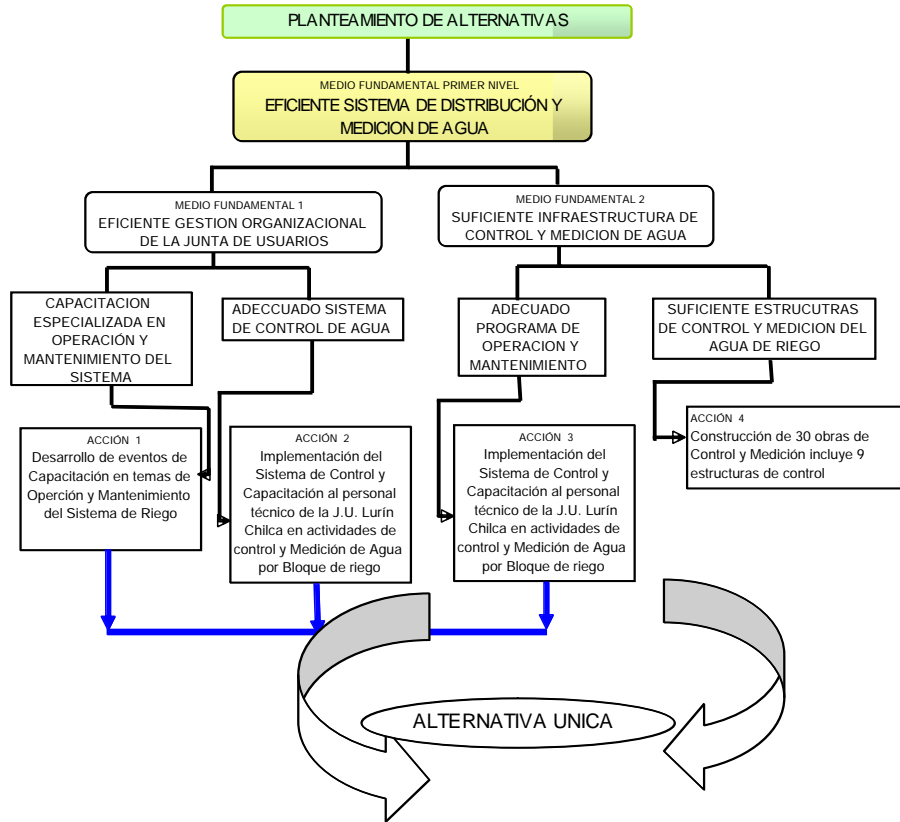 PLANTEAMIENTO DE ALTERNATIVAS
MEDIO FUNDAMENTAL PRIMER NIVEL
EFICIENTE SISTEMA DE DISTRIBUCIÓN Y
MEDICION DE AGUA
MEDIO FUNDAMENTAL 1
EFICIENTE GESTION ORGANIZACIONAL
DE LA JUNTA DE USUARIOS
MEDIO FUNDAMENTAL 2
SUFICIENTE INFRAESTRUCTURA DE
CONTROL Y MEDICION DE AGUA
CAPACITACION
ESPECIALIZADA EN
OPERACIÓN Y
MANTENIMIENTO DEL
SISTEMA
ADECCUADO SISTEMA
DE CONTROL DE AGUA
ADECUADO
PROGRAMA DE
OPERACION Y
MANTENIMIENTO
SUFICIENTE ESTRUCUTRAS
DE CONTROL Y MEDICION DEL
AGUA DE RIEGO
ACCIÓN 1
Desarrollo de eventos de
Capacitación en temas de
Operción y Mantenimiento
del Sistema de Riego
ACCIÓN 2
Implementación del
Sistema de Control y
Capacitación al personal
técnico de la J.U. Lurín
Chilca en actividades de
control y Medición de Agua
por Bloque de riego
ACCIÓN 3
Implementación del
Sistema de Control y
Capacitación al personal
técnico de la J.U. Lurín
Chilca en actividades de
control y Medición de Agua
por Bloque de riego
ACCIÓN 4
Construcción de 30 obras de
Control y Medición incluye 9
estructuras de control
ALTERNATIVA UNICA